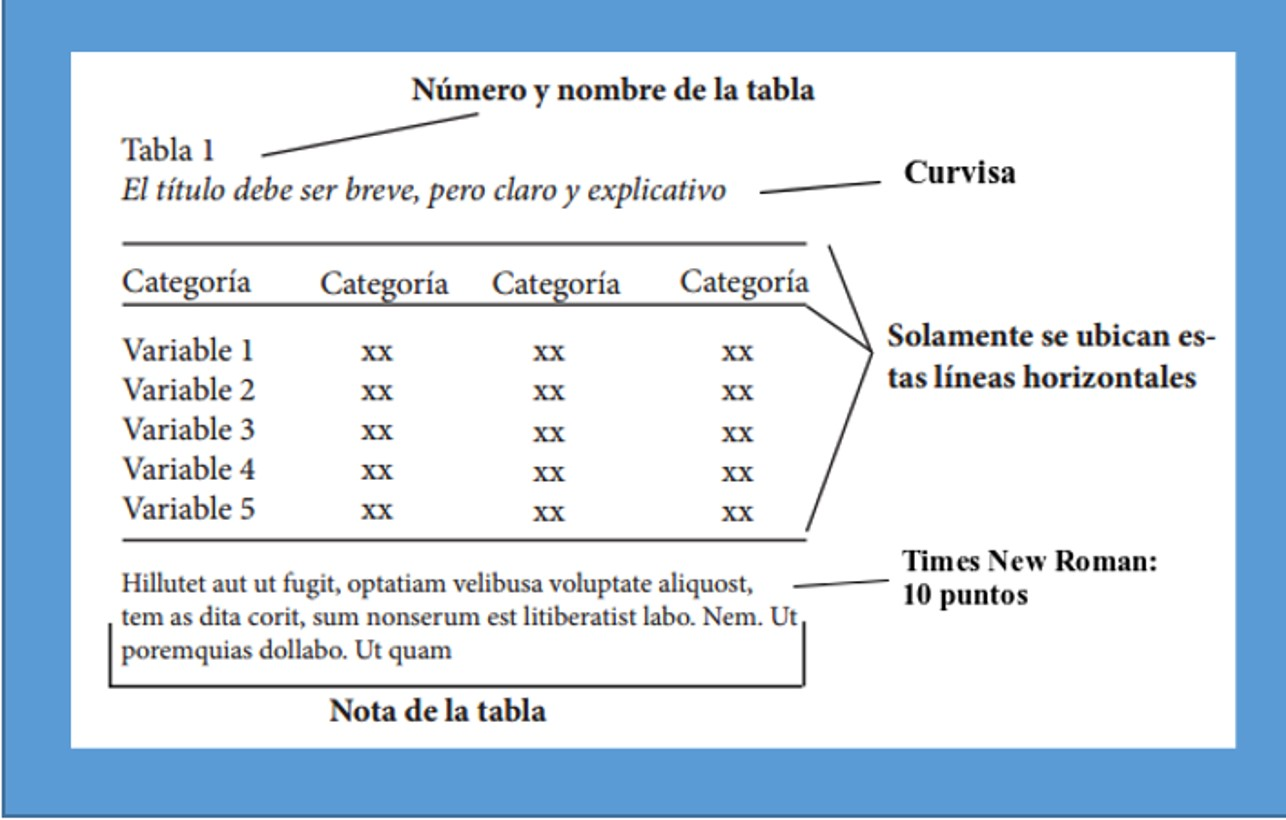 Número y nombre de la tabla
Tabla 1
El título debe ser breve, pero claro y explicativo
Curvisa
Categoría Categoría Categoría Categoría
Variable 1 xx xx xx
Variable 2 xx xx xx
Variable 3 xx xx xx
Variable 4 xx xx xx
Variable 5 xx xx xx
Solamente se ubican es-
tas líneas horizontales
Hillutet aut ut fugit, optatiam velibusa voluptate aliquost,
tem as dita corit, sum nonserum est litiberatist labo. Nem. Ut
poremquias dollabo. Ut quam
Times New Roman:
10 puntos
Nota de la tabla